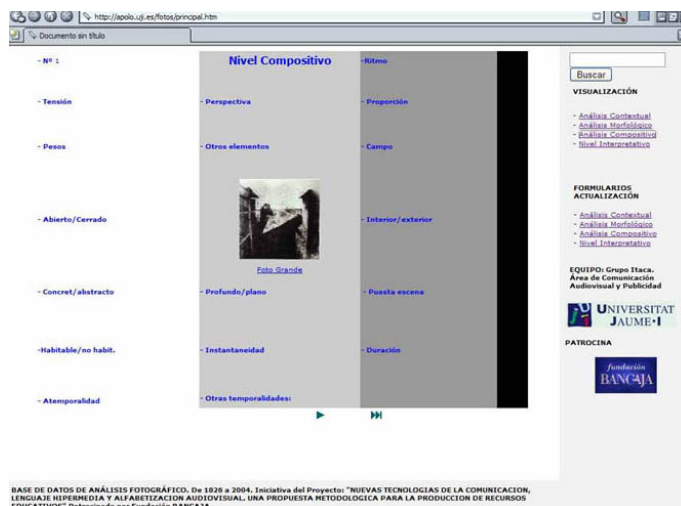 http://apolo.uji.es/fotos/principal.htm
Documento sin título
- Nº 1
Nivel Compositivo
-Ritmo
- Tensión
- Perspectiva
- Proporción
- Pesos
- Otros elementos
- Campo
- Abierto/Cerrado
- Interior/exterior
Foto Grande
- Concret/abstracto
- Profundo/plano
- Puesta escena
-Habitable/no habit.
- Instantaneidad
- Duración
- Atemporalidad
- Otras temporalidades:
Buscar
VISUALIZACIÓN
- Análisis Contextual
- Análisis Morfológico
- Análisis Compositivo
- Nivel Interpretativo
FORMULARIOS
ACTUALIZACIÓN
- Análisis Contextual
- Análisis Morfológico
- Análisis Compositivo
- Nivel Interpretativo
EQUIPO: Grupo Itaca.
Área de Comunicación
Audiovisual y Publicidad
UNIVERSITAT
JAUME·I
PATROCINA
fundación
BANCAJA
BASE DE DATOS DE ANÁLISIS FOTOGRÁFICO. De 1826 a 2004. Iniciativa del Proyecto: "NUEVAS TECNOLOGIAS DE LA COMUNICACION,
LENGUAJE HIPERMEDIA Y ALFABETIZACION AUDIOVISUAL. UNA PROPUESTA METODOLOGICA PARA LA PRODUCCION DE RECURSOS
EDUCATIVOS" Patrocinado por Fundación BANCAJA